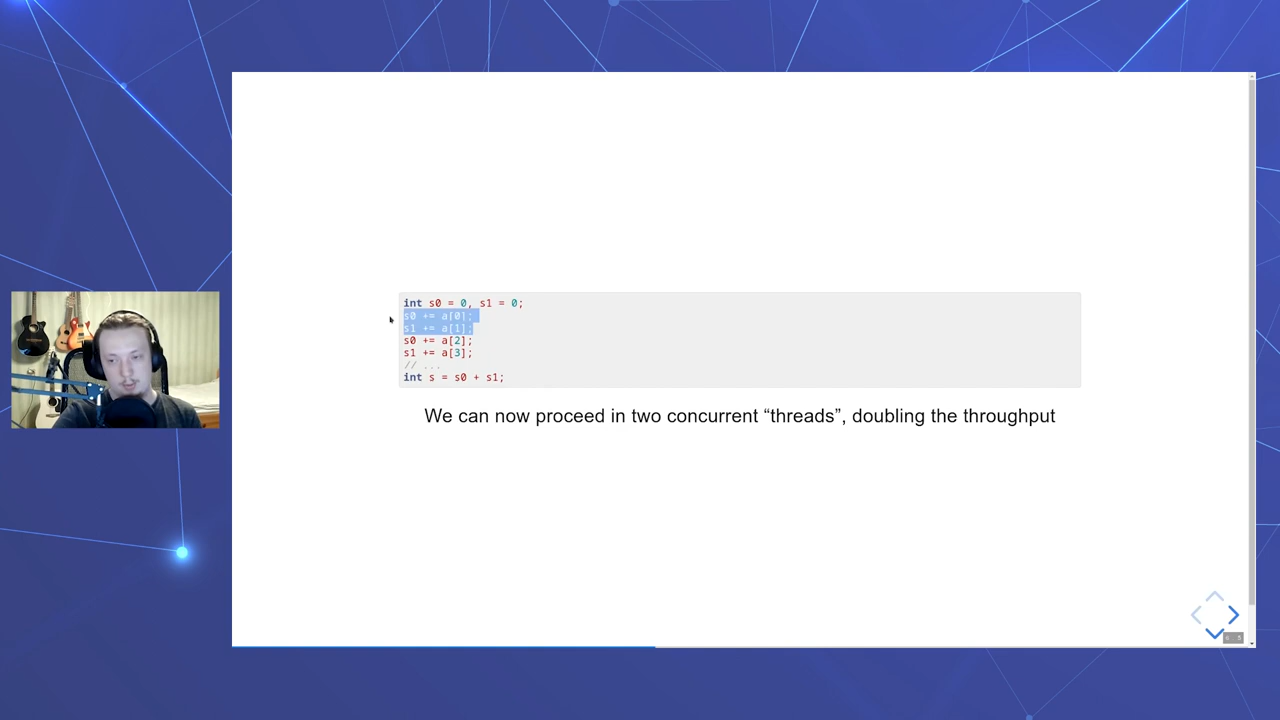 int s0 = 0, s1 = 0;
s0 += a[0];
s1 += a[1];
s0 += a[2];
s1 += a[3];
// ...
int s = s0 + s1;
We can now proceed in two concurrent “threads”, doubling the throughput